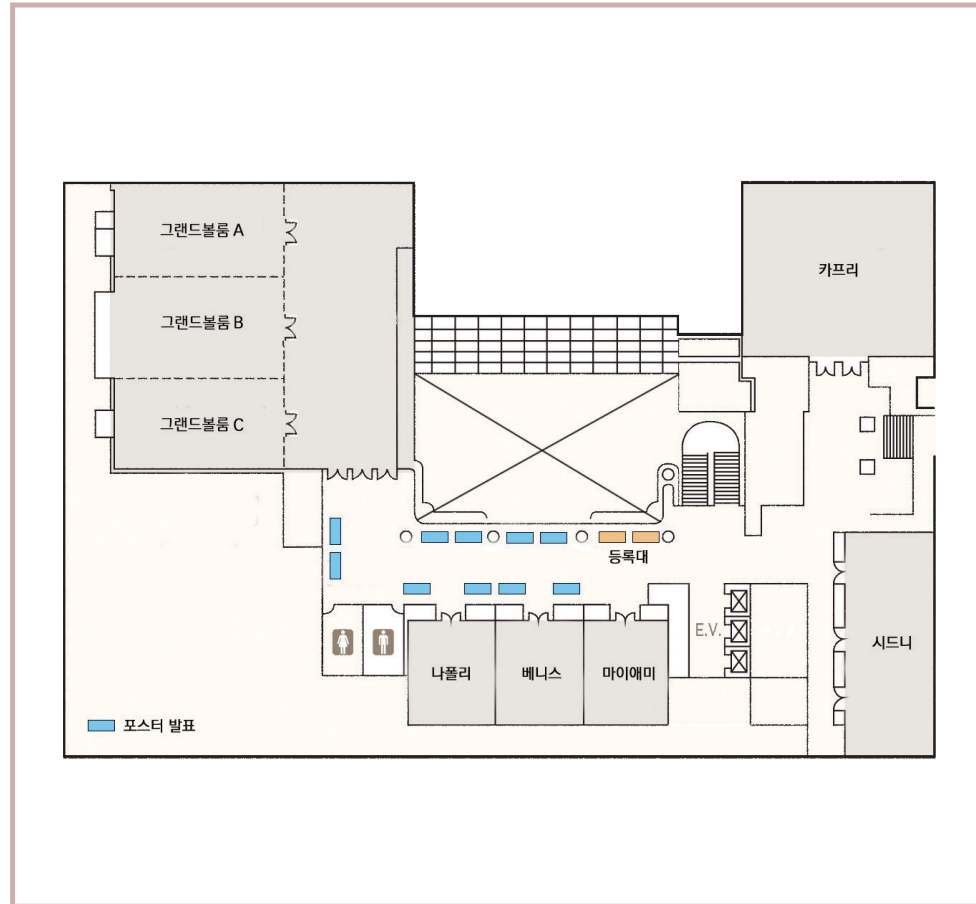 그랜드볼룸 A
카프리
그랜드볼룸 B
그랜드볼룸 C
등록대
E.V.
시드니
나폴리
베니스
마이애미
포스터 발표